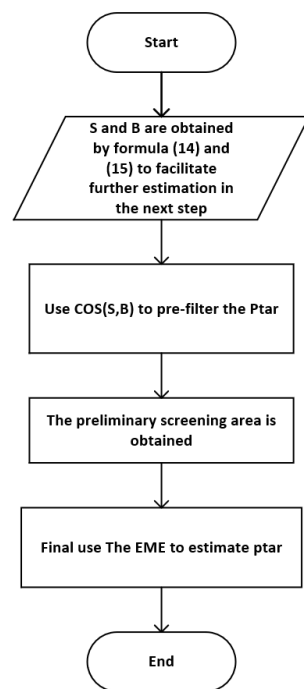 Start
S and B are obtained
by formula (14) and
(15) to facilitate
further estimation in
the next step
Use COS(S,B) to pre-filter the Ptar
The preliminary screening area is
obtained
Final use The EME to estimate ptar
End